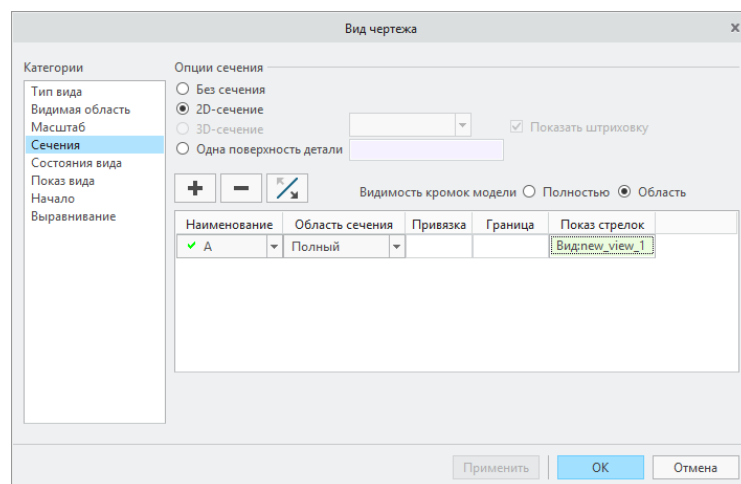 Вид чертежа
x
Категории
Тип вида
Видимая область
Масштаб
Сечения
Состояния вида
Показ вида
Начало
Выравнивание
Опции сечения
Без сечения
2D-сечение
3D-сечение
Показать штриховку
Одна поверхность детали
Видимость кромок модели Полностью Область
Наименование Область сечения Привязка Граница Показ стрелок
A Полный Вид:new_view_1
Применить OK Отмена